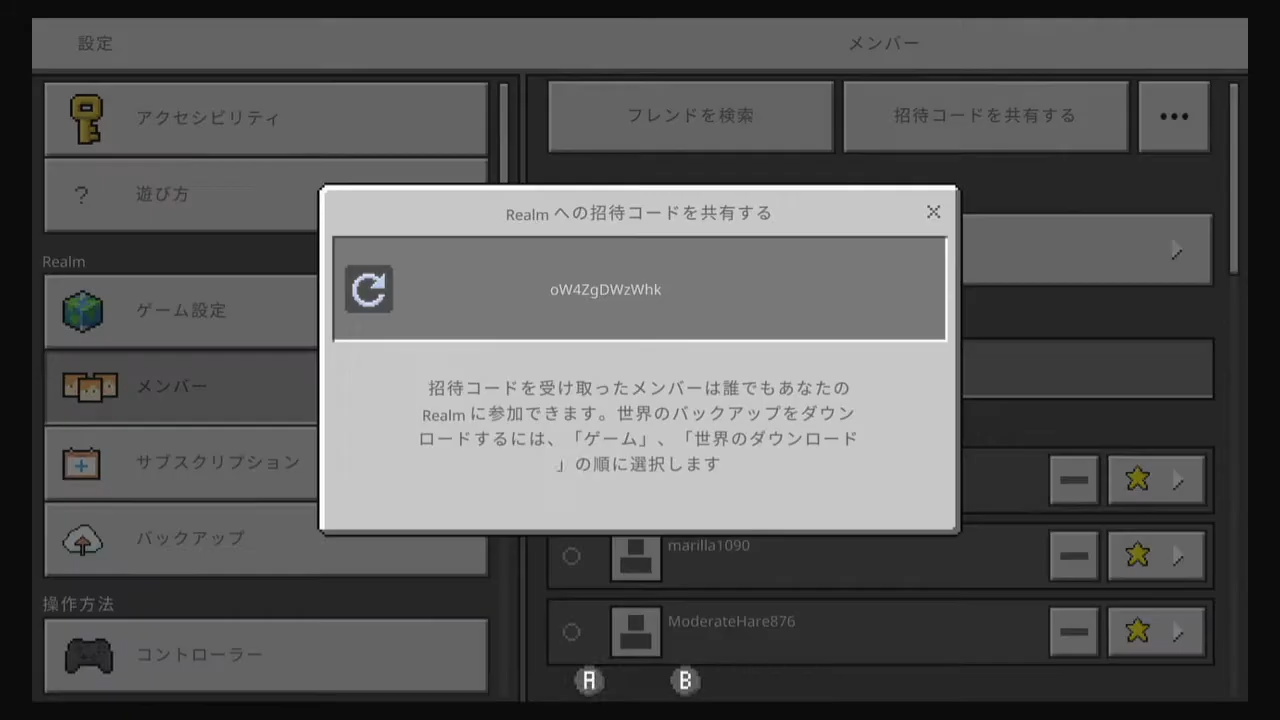 設定
メンバー
アクセシビリティ
? 遊び方
Realm
ゲーム設定
メンバー
サブスクリプション
バックアップ
操作方法
コントローラー
フレンドを検索
招待コードを共有する
•••
Realm への招待コードを共有する
oW4ZgDWzWhk
招待コードを受け取ったメンバーは誰でもあなたの
Realm に参加できます。世界のバックアップをダウン
ロードするには、「ゲーム」、「世界のダウンロード
」の順に選択します
marilla1090
ModerateHare876
A B